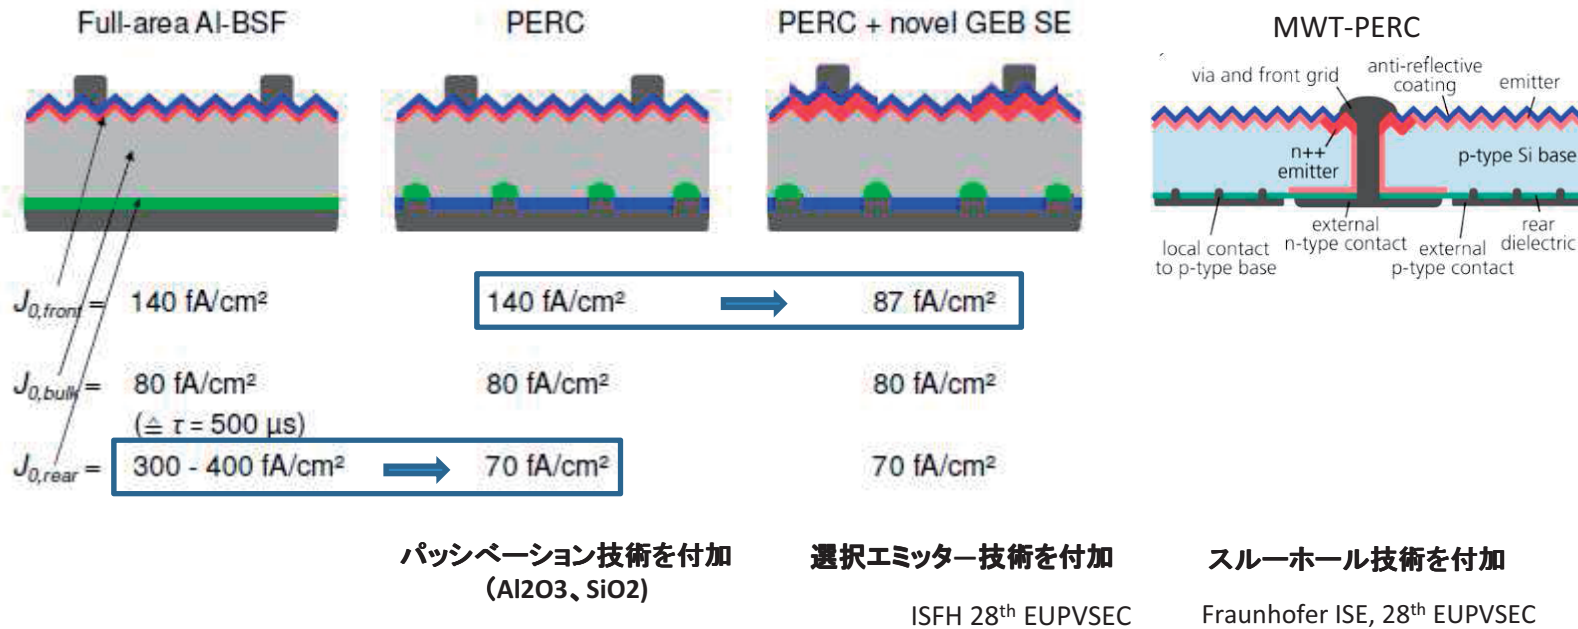 Full-area Al-BSF
PERC
PERC + novel GEB SE
MWT-PERC
via and front grid
anti-reflective
coating
emitter
n++
emitter
p-type Si base
local contact
to p-type base
external
n-type contact
external
p-type contact
rear
dielectric
J0,front = 140 fA/cm²
140 fA/cm²
87 fA/cm²
J0,bulk = 80 fA/cm²
80 fA/cm²
80 fA/cm²
(≙ τ = 500 µs)
J0,rear = 300 - 400 fA/cm²
70 fA/cm²
70 fA/cm²
パッシベーション技術を付加
（Al2O3、SiO2)
選択エミッター技術を付加
スルーホール技術を付加
ISFH 28th EUPVSEC
Fraunhofer ISE, 28th EUPVSEC